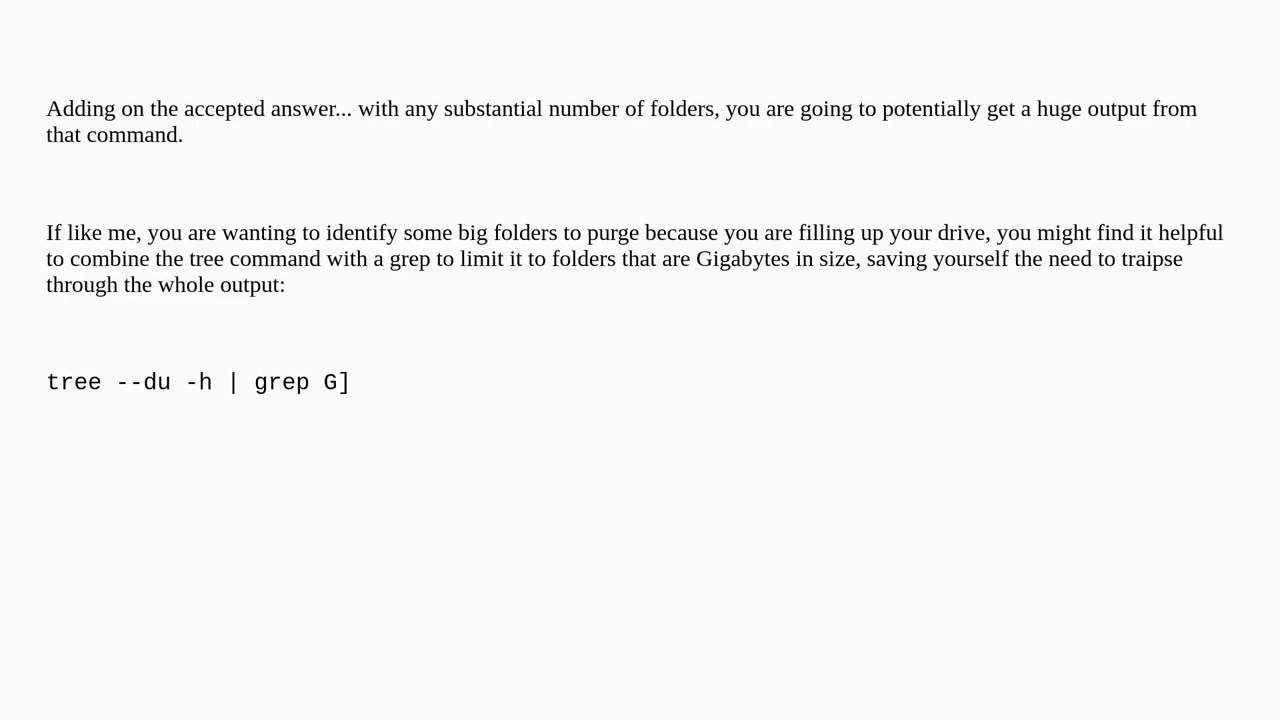 Adding on the accepted answer... with any substantial number of folders, you are going to potentially get a huge output from
that command.
If like me, you are wanting to identify some big folders to purge because you are filling up your drive, you might find it helpful
to combine the tree command with a grep to limit it to folders that are Gigabytes in size, saving yourself the need to traipse
through the whole output:
tree --du -h | grep G]